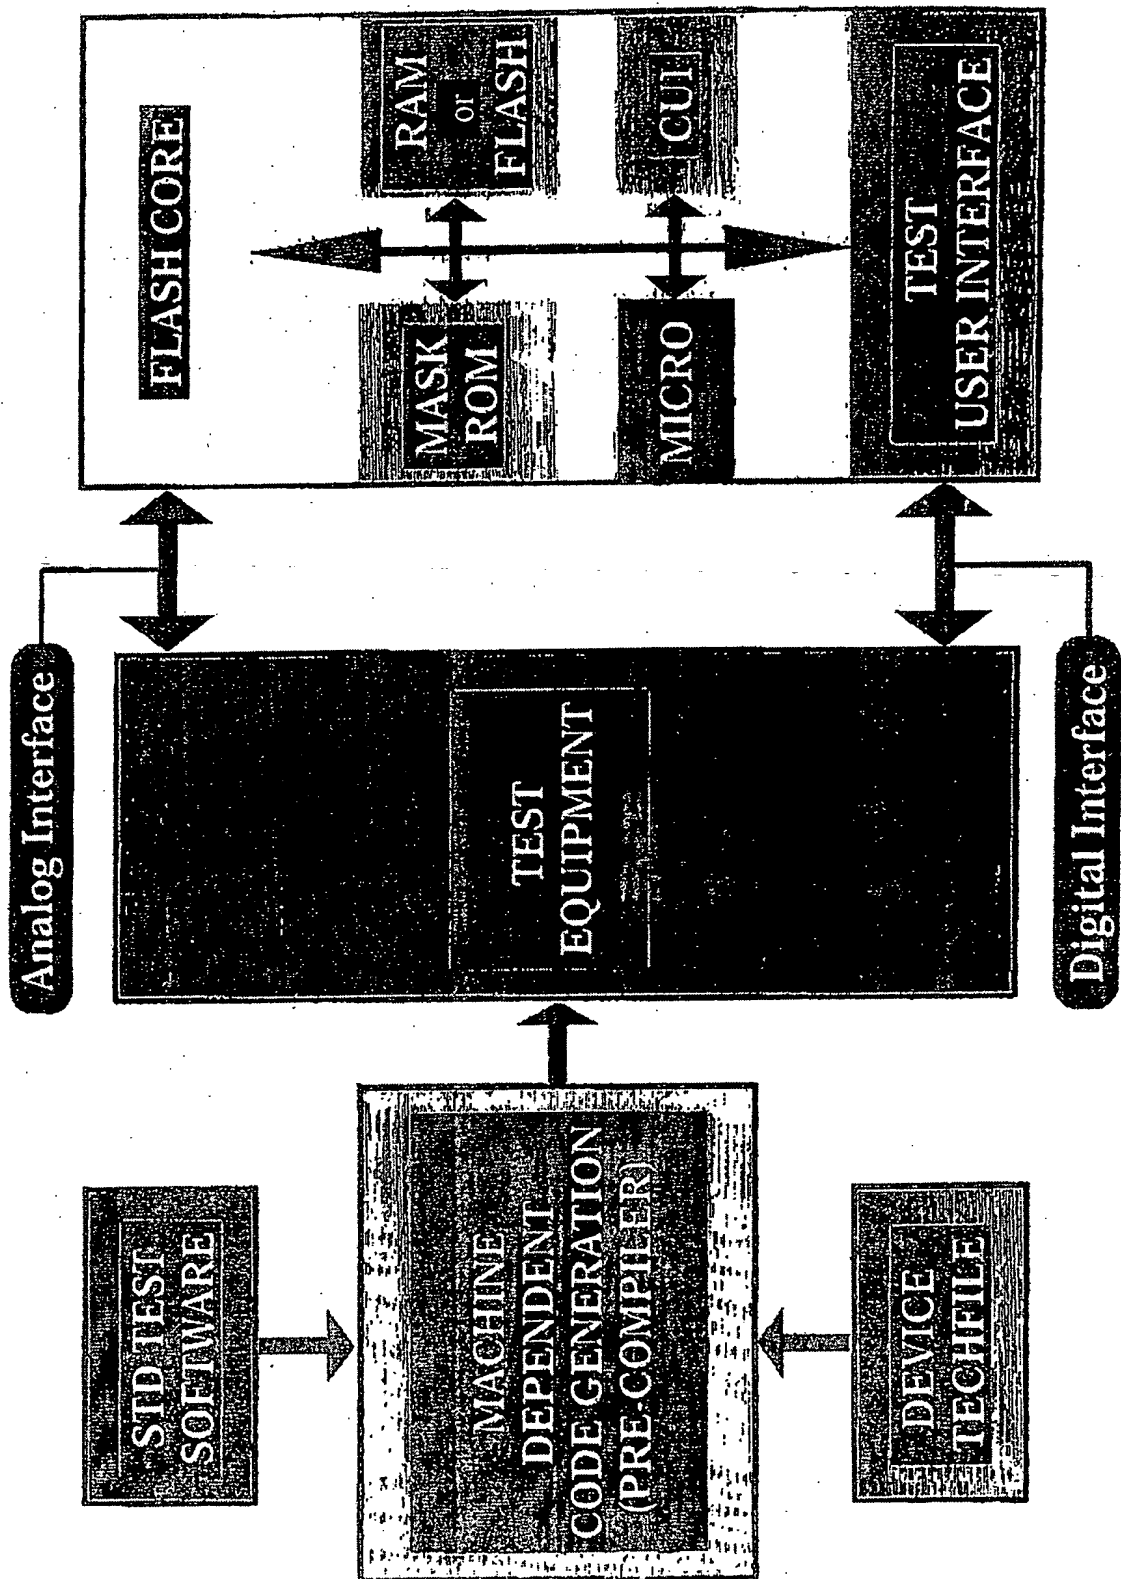 STD TEST
SOFTWARE
MACHINE
DEPENDENT
CODE GENERATION
(PRE-COMPILER)
DEVICE
TECHFILE
Analog Interface
TEST
EQUIPMENT
Digital Interface
FLASH CORE
MASK
ROM
RAM
or
FLASH
MICRO
CUI
TEST
USER INTERFACE